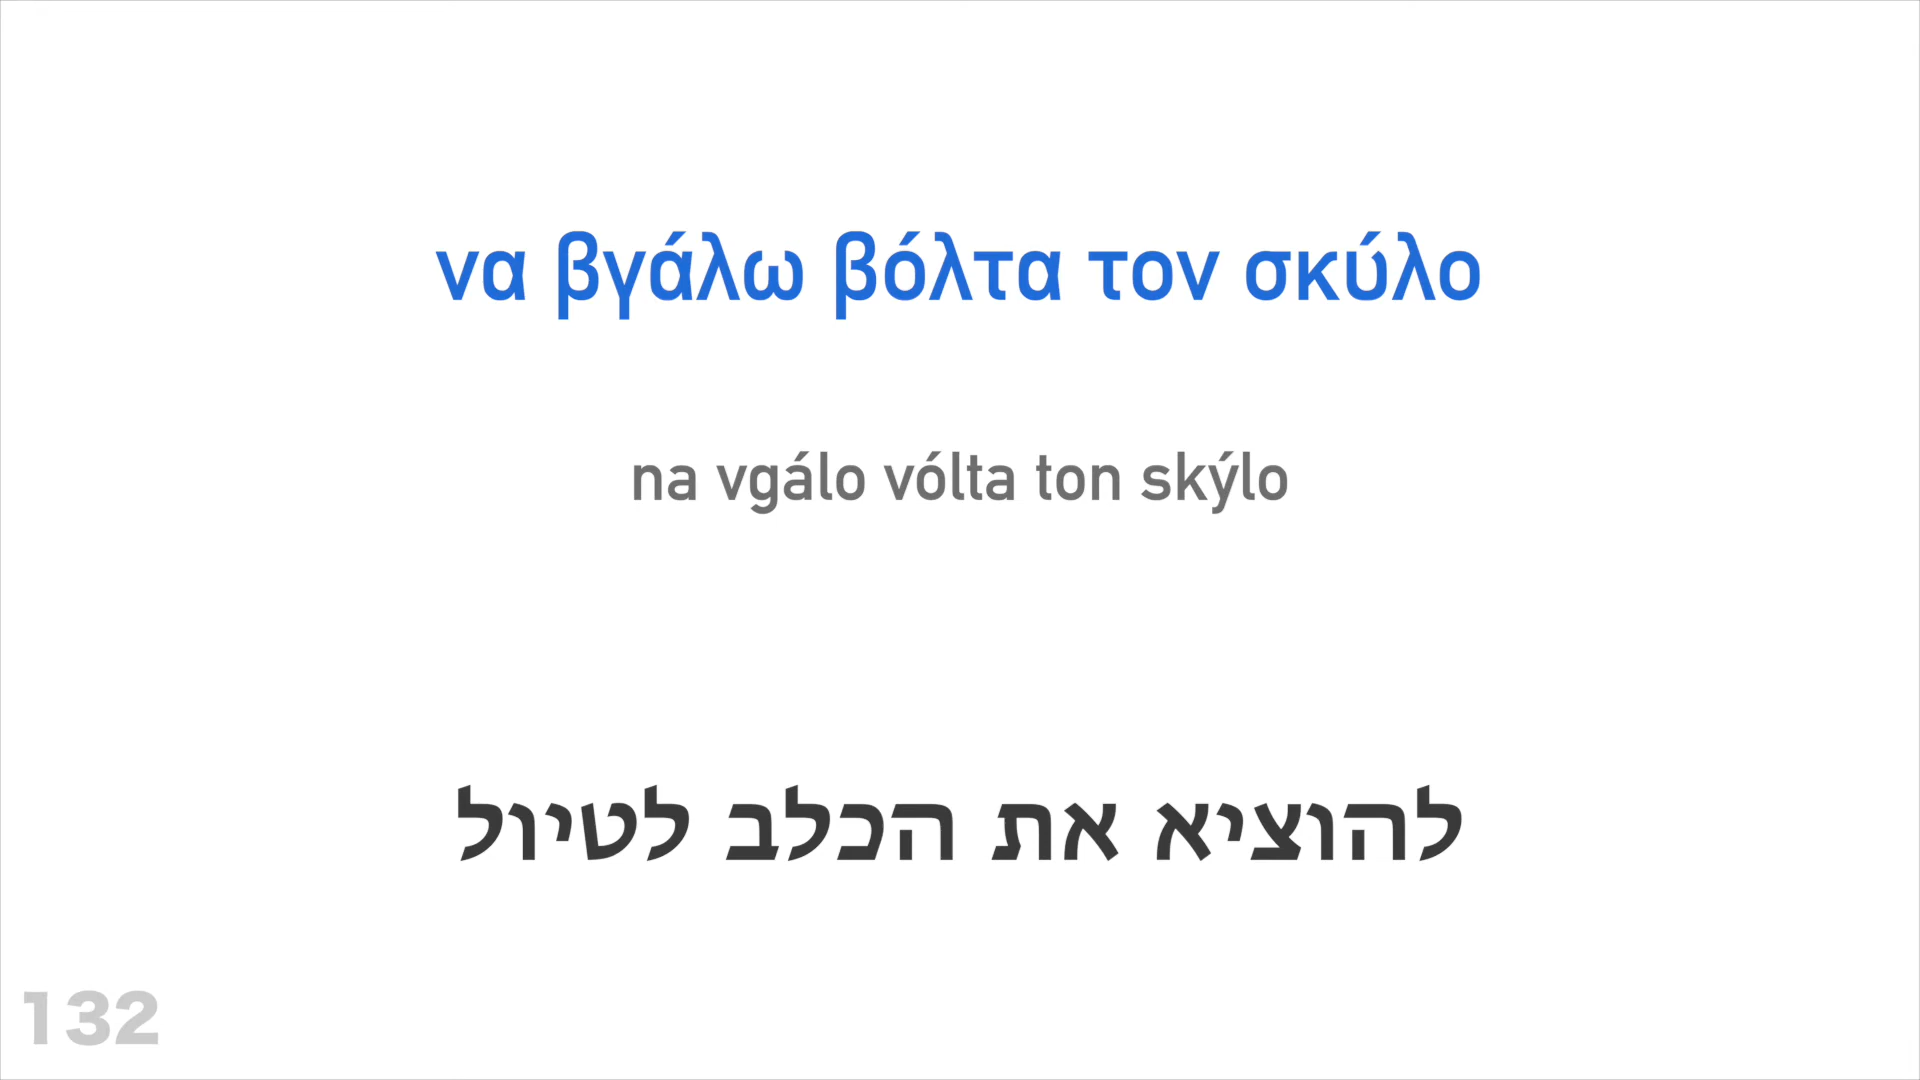 να βγάλω βόλτα τον σκύλο
na vgálo vólta ton skýlo
להוציא את הכלב לטיול
132